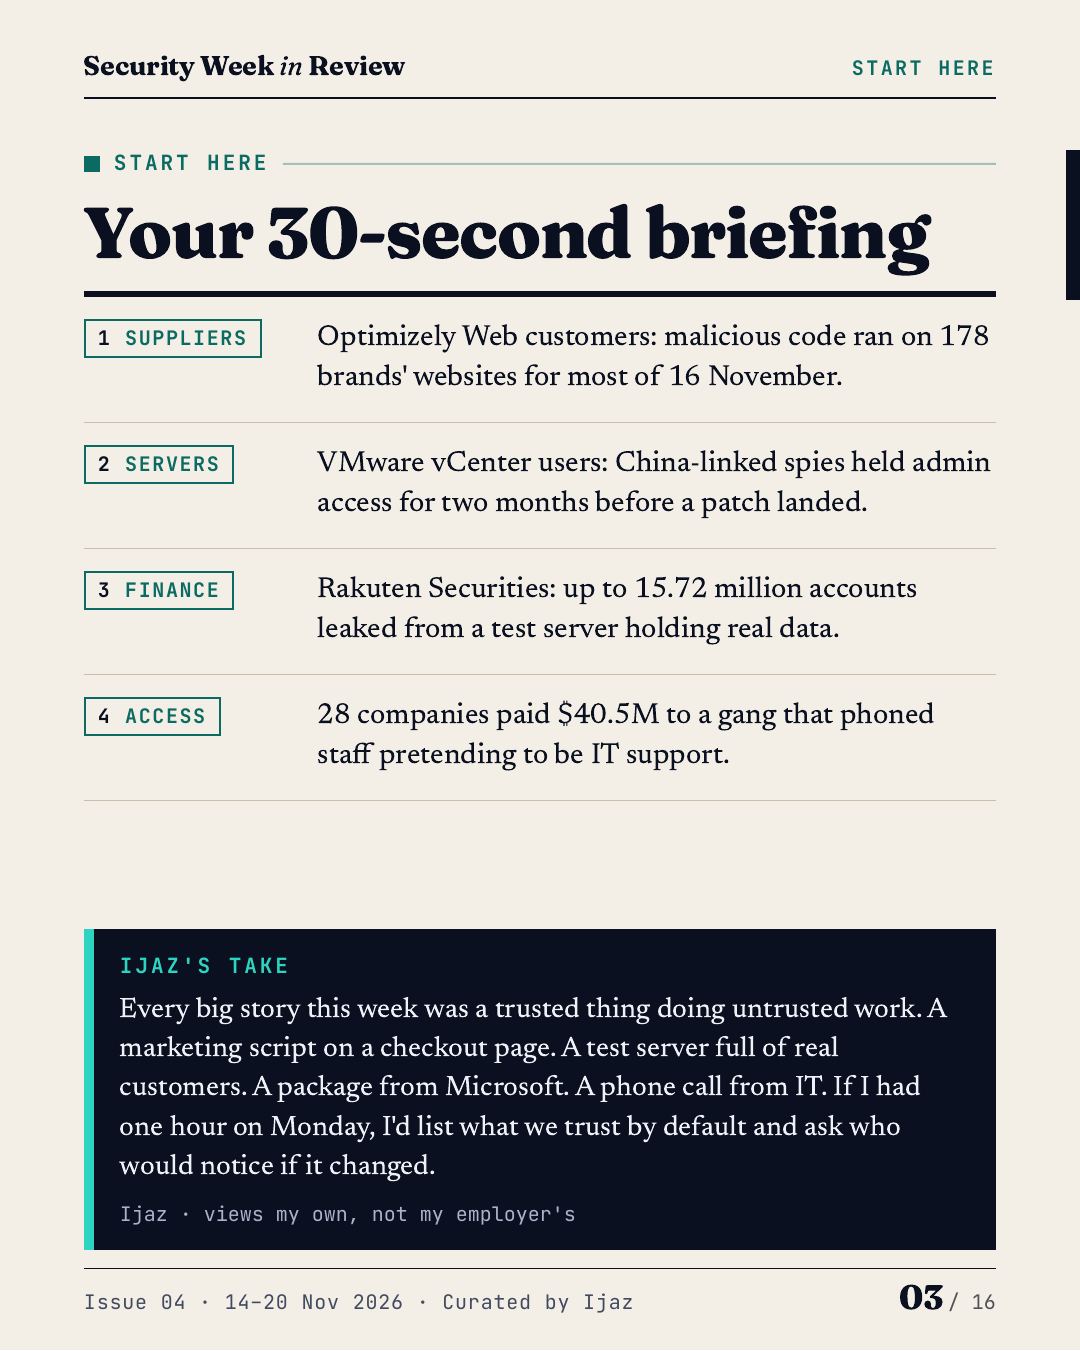 Security Week in Review
START HERE
START HERE
Your 30-second briefing
1 SUPPLIERS
Optimizely Web customers: malicious code ran on 178
brands' websites for most of 16 November.
2 SERVERS
VMware vCenter users: China-linked spies held admin
access for two months before a patch landed.
3 FINANCE
Rakuten Securities: up to 15.72 million accounts
leaked from a test server holding real data.
4 ACCESS
28 companies paid $40.5M to a gang that phoned
staff pretending to be IT support.
IJAZ'S TAKE
Every big story this week was a trusted thing doing untrusted work. A
marketing script on a checkout page. A test server full of real
customers. A package from Microsoft. A phone call from IT. If I had
one hour on Monday, I'd list what we trust by default and ask who
would notice if it changed.
Ijaz · views my own, not my employer's
Issue 04 · 14–20 Nov 2026 · Curated by Ijaz
03 / 16